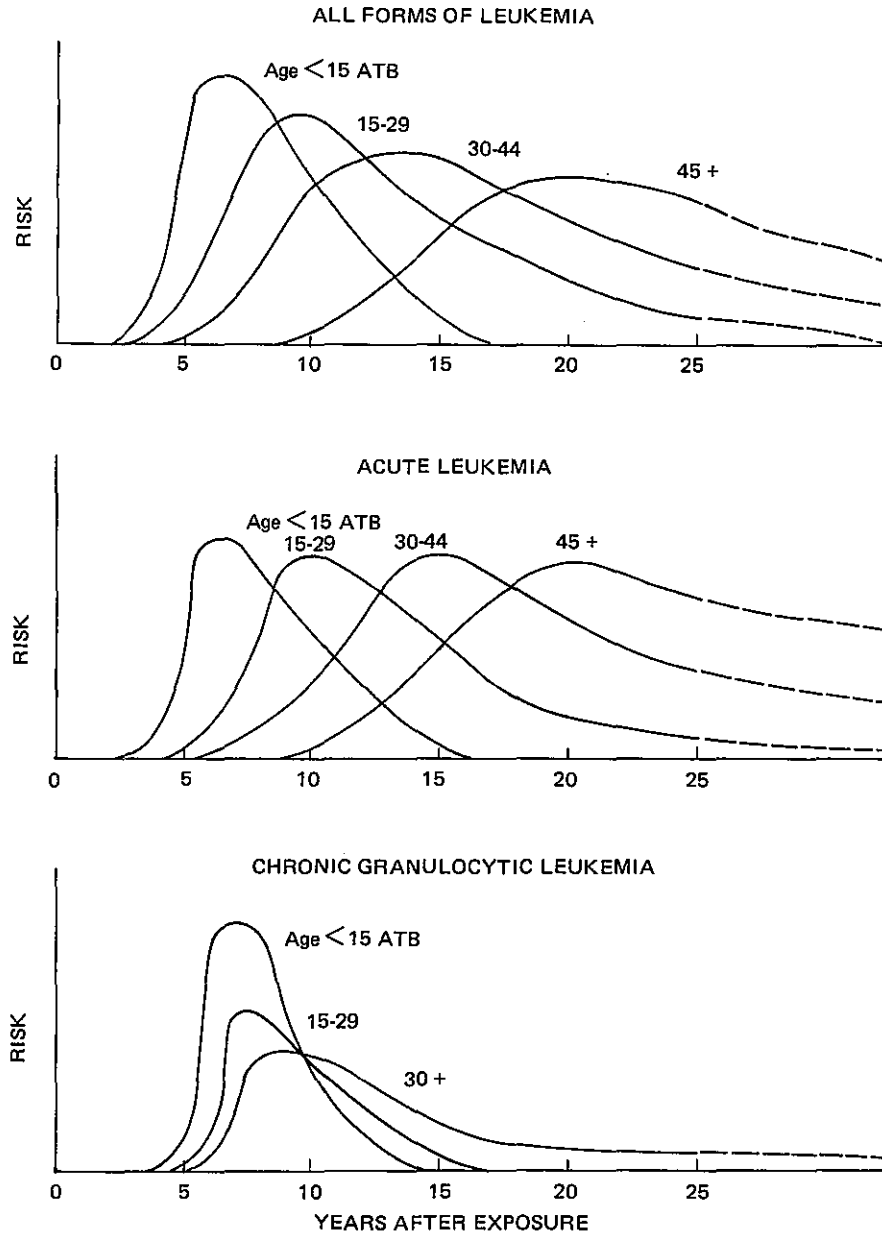 ALL FORMS OF LEUKEMIA
Age <15 ATB
15-29
30-44
45 +
RISK
0 5 10 15 20 25
ACUTE LEUKEMIA
Age <15 ATB
15-29
30-44
45 +
RISK
0 5 10 15 20 25
CHRONIC GRANULOCYTIC LEUKEMIA
Age <15 ATB
15-29
30 +
RISK
0 5 10 15 20 25
YEARS AFTER EXPOSURE